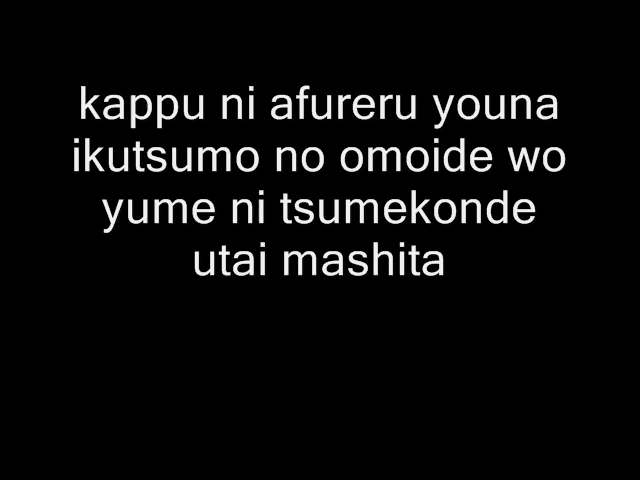 kappu ni afureru youna
ikutsumo no omoide wo
yume ni tsumekonde
utai mashita